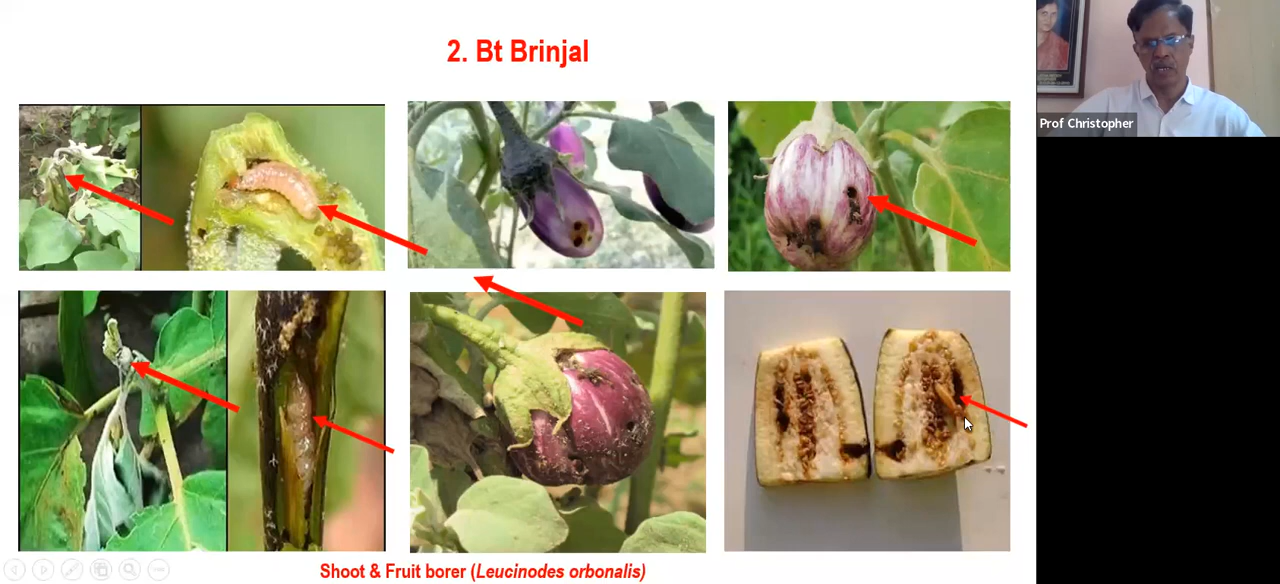 2. Bt Brinjal
Prof Christopher
Shoot & Fruit borer (Leucinodes orbonalis)